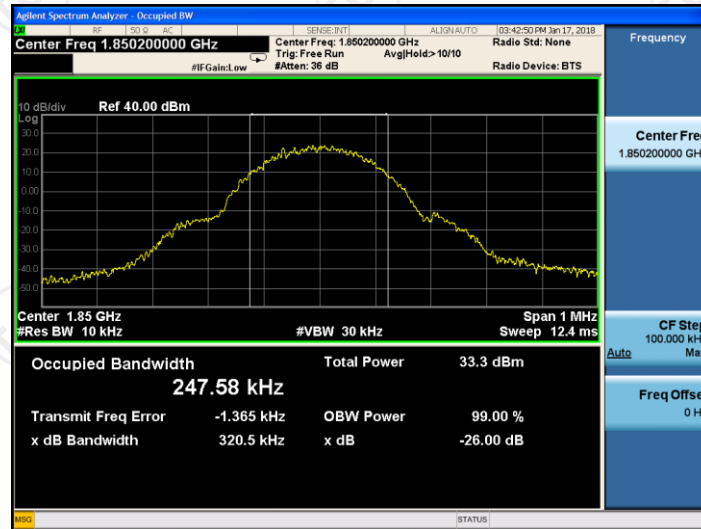 Agilent Spectrum Analyzer - Occupied BW
RF 50 Ω AC SENSE:INT ALIGN AUTO 03:42:50 PM Jan 17, 2018
Center Freq 1.850200000 GHz
Center Freq: 1.850200000 GHz
Radio Std: None
Trig: Free Run Avg|Hold:> 10/10
#IFGain:Low #Atten: 36 dB Radio Device: BTS
10 dB/div Ref 40.00 dBm
Log
30.0
20.0
10.0
0.00
-10.0
-20.0
-30.0
-40.0
-50.0
Center 1.85 GHz Span 1 MHz
#Res BW 10 kHz #VBW 30 kHz Sweep 12.4 ms
Occupied Bandwidth Total Power 33.3 dBm
247.58 kHz
Transmit Freq Error -1.365 kHz OBW Power 99.00 %
x dB Bandwidth 320.5 kHz x dB -26.00 dB
MSG STATUS
Frequency
Center Fre
1.850200000 GH
CF Step
100.000 kH
Auto Ma
Freq Offse
0 H